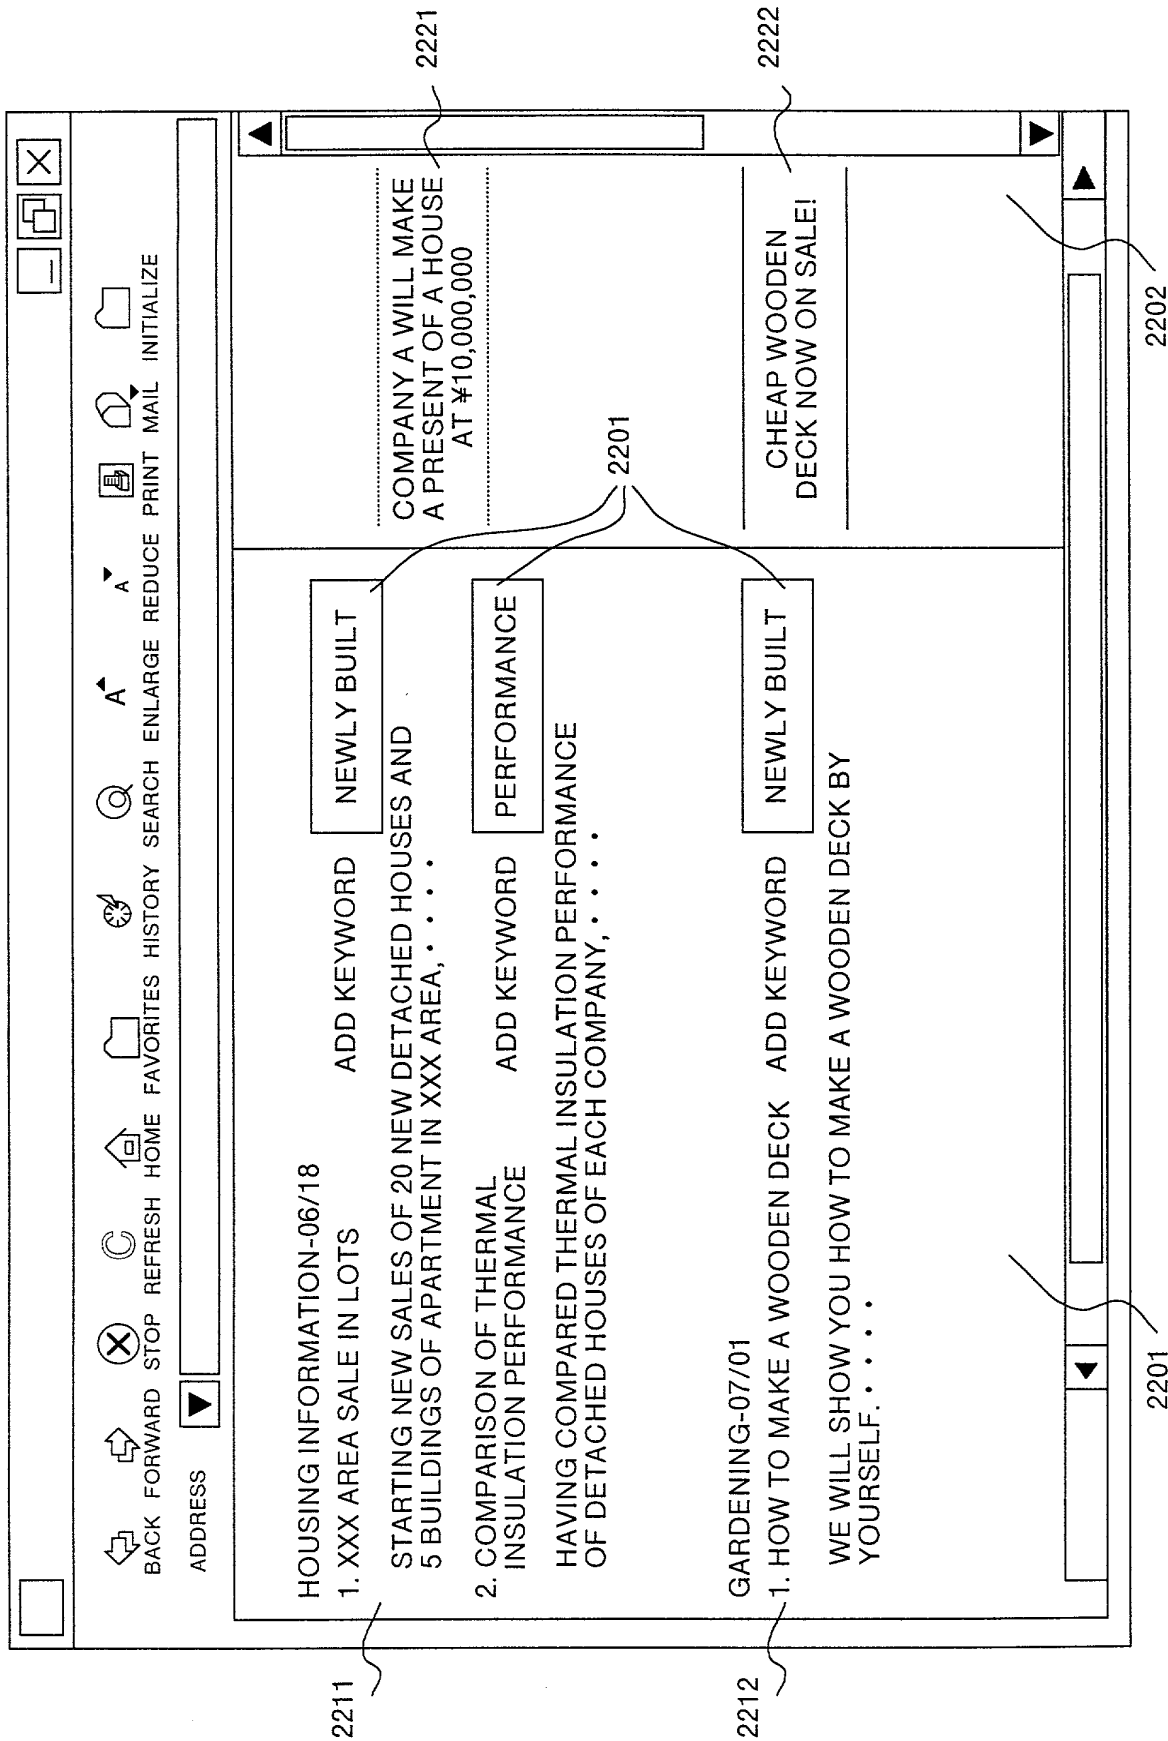 BACK FORWARD STOP REFRESH HOME FAVORITES HISTORY SEARCH ENLARGE REDUCE PRINT MAIL INITIALIZE
ADDRESS
HOUSING INFORMATION-06/18
1. XXX AREA SALE IN LOTS
ADD KEYWORD
NEWLY BUILT
STARTING NEW SALES OF 20 NEW DETACHED HOUSES AND
5 BUILDINGS OF APARTMENT IN XXX AREA, · · · ·
2. COMPARISON OF THERMAL
INSULATION PERFORMANCE
ADD KEYWORD
PERFORMANCE
HAVING COMPARED THERMAL INSULATION PERFORMANCE
OF DETACHED HOUSES OF EACH COMPANY, · · · ·
GARDENING-07/01
1. HOW TO MAKE A WOODEN DECK
ADD KEYWORD
NEWLY BUILT
WE WILL SHOW YOU HOW TO MAKE A WOODEN DECK BY
YOURSELF. · · · · ·
COMPANY A WILL MAKE
A PRESENT OF A HOUSE
AT ¥10,000,000
CHEAP WOODEN
DECK NOW ON SALE!
2211
2212
2221
2222
2201
2201
2202